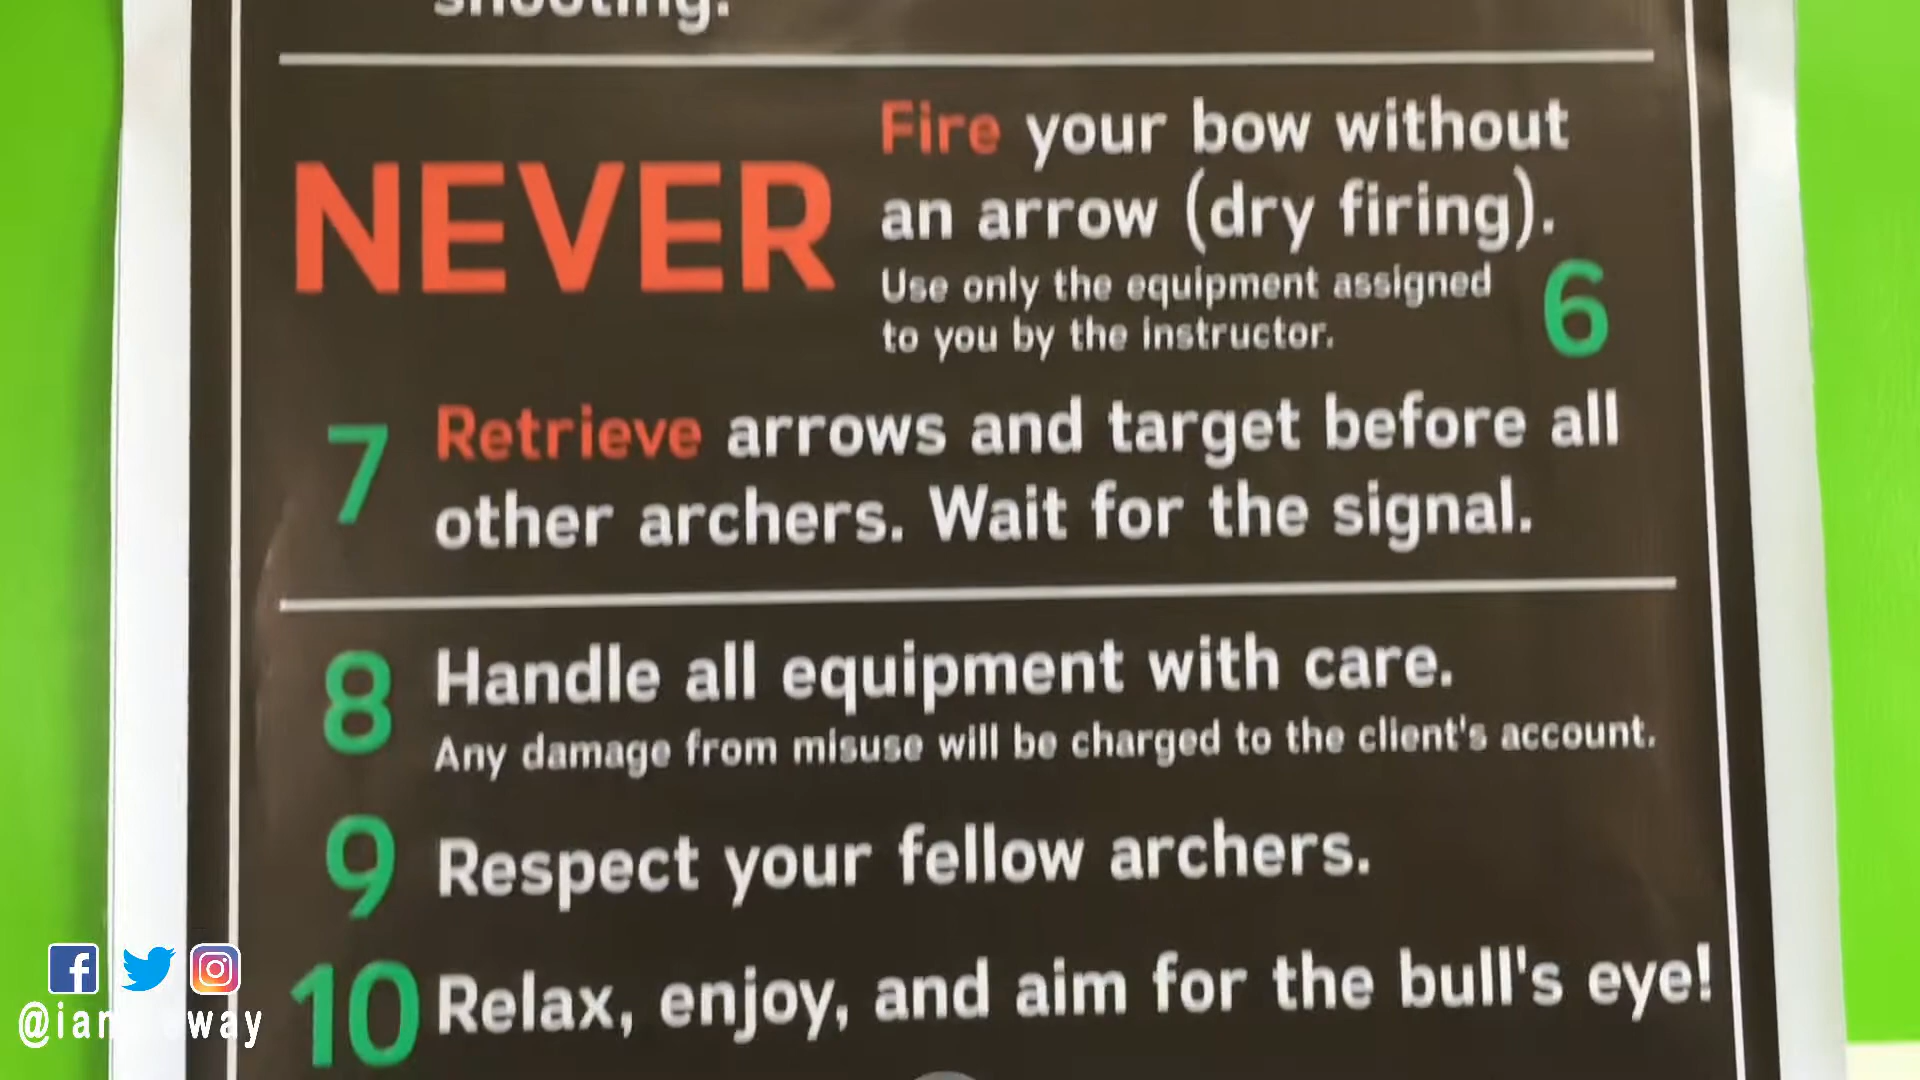 shooting.
NEVER
Fire your bow without
an arrow (dry firing).
Use only the equipment assigned
to you by the instructor.
6
7
Retrieve arrows and target before all
other archers. Wait for the signal.
8
Handle all equipment with care.
Any damage from misuse will be charged to the client's account.
9
Respect your fellow archers.
10
Relax, enjoy, and aim for the bull's eye!